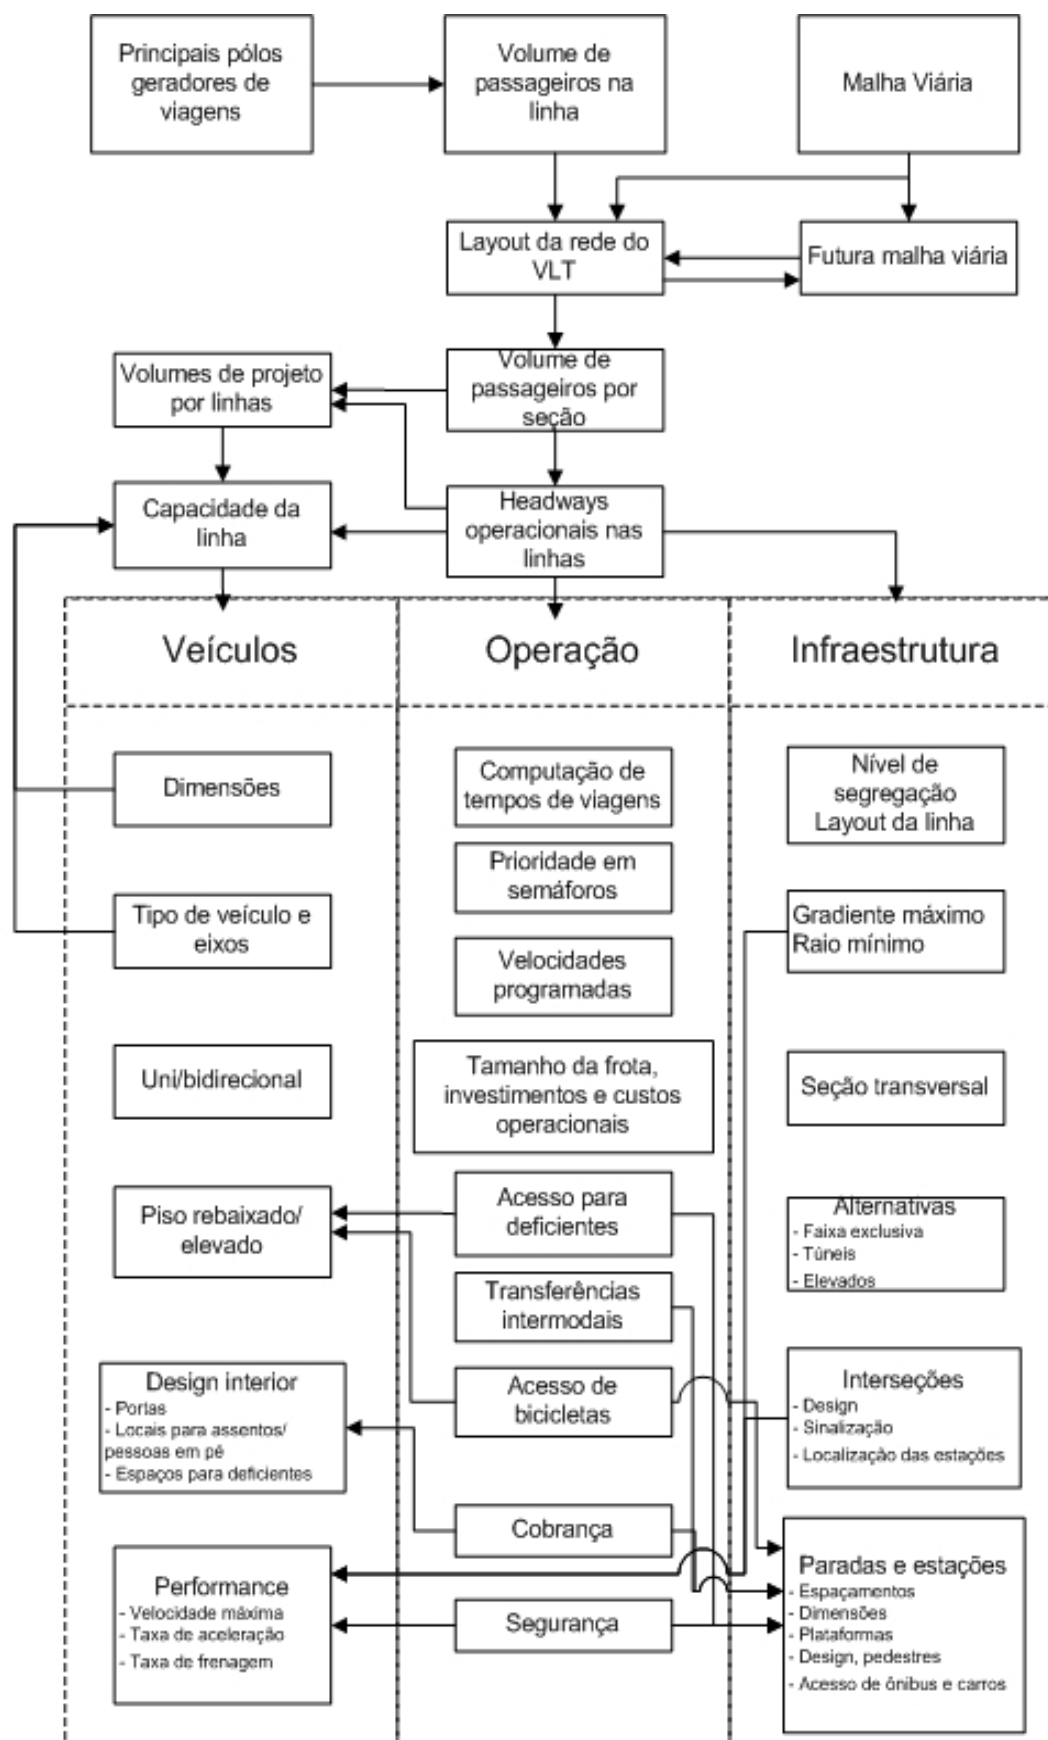 Principais pólos
geradores de
viagens
Volume de
passageiros na
linha
Malha Viária
Layout da rede do
VLT
Futura malha viária
Volumes de projeto
por linhas
Volume de
passageiros por
seção
Capacidade da
linha
Headways
operacionais nas
linhas
Veículos
Operação
Infraestrutura
Dimensões
Computação de
tempos de viagens
Nível de
segregação
Layout da linha
Prioridade em
semáforos
Tipo de veículo e
eixos
Gradiente máximo
Raio mínimo
Velocidades
programadas
Uni/bidirecional
Tamanho da frota,
investimentos e custos
operacionais
Seção transversal
Piso rebaixado/
elevado
Acesso para
deficientes
Alternativas
- Faixa exclusiva
- Túneis
- Elevados
Transferências
intermodais
Design interior
- Portas
- Locais para assentos/
pessoas em pé
- Espaços para deficientes
Acesso de
bicicletas
Interseções
- Design
- Sinalização
- Localização das estações
Cobrança
Performance
- Velocidade máxima
- Taxa de aceleração
- Taxa de frenagem
Segurança
Paradas e estações
- Espaçamentos
- Dimensões
- Plataformas
- Design, pedestres
- Acesso de ônibus e carros